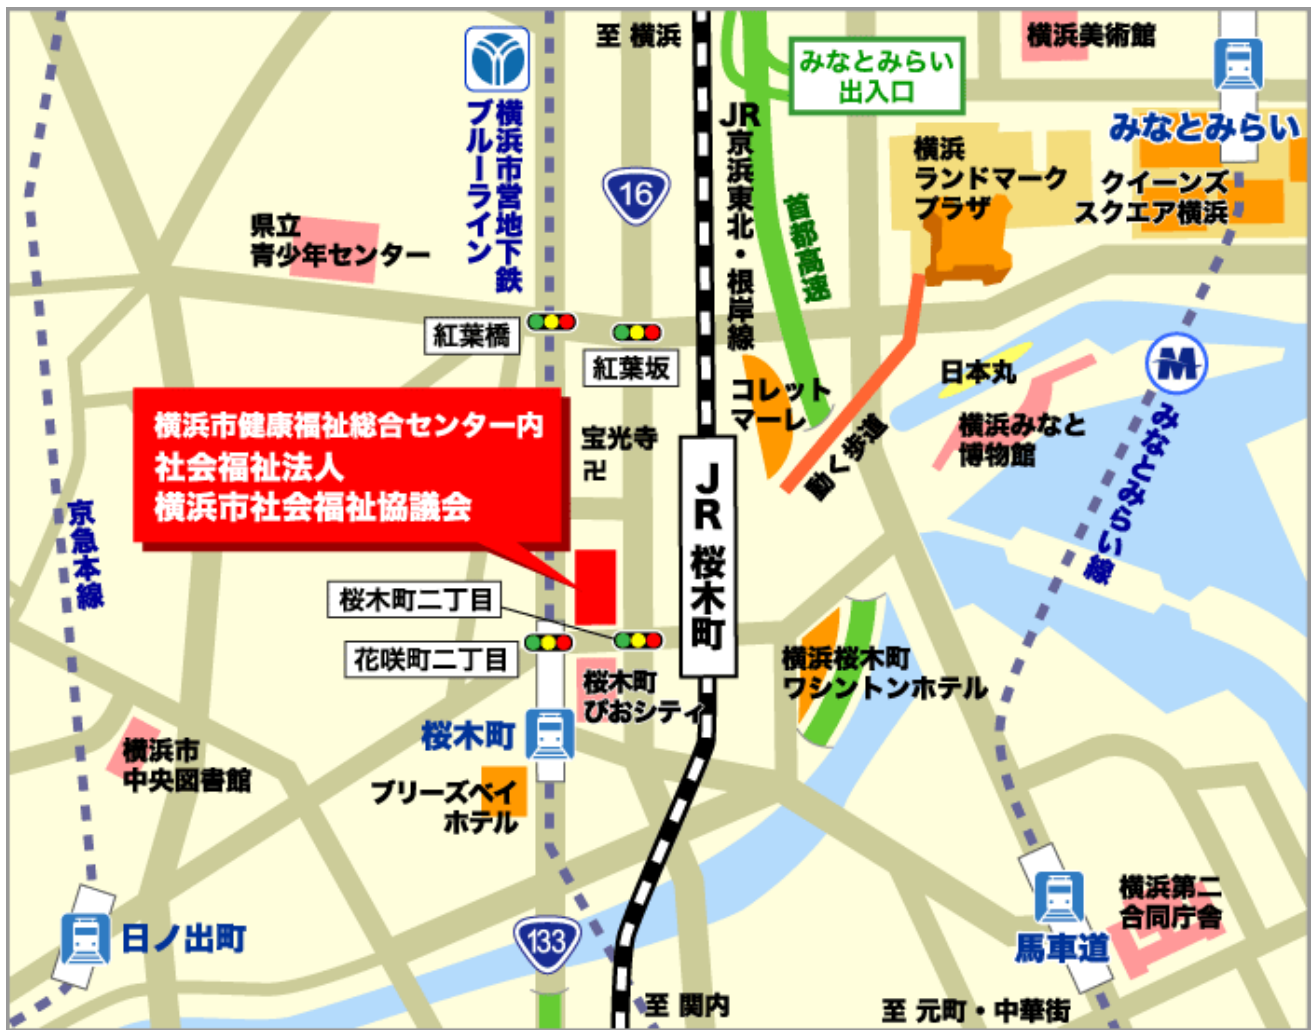 至 横浜
横浜美術館
みなとみらい
出入口
みなとみらい
横浜市営地下鉄
ブルーライン
16
JR京浜東北・根岸線
首都高速
横浜
ランドマーク
プラザ
クイーンズ
スクエア横浜
県立
青少年センター
紅葉橋
紅葉坂
コレット
マーレ
動く歩道
日本丸
横浜みなと
博物館
M
みなとみらい線
横浜市健康福祉総合センター内
社会福祉法人
横浜市社会福祉協議会
宝光寺
卍
JR 桜木町
京急本線
桜木町二丁目
花咲町二丁目
桜木町
ぴおシティ
横浜桜木町
ワシントンホテル
桜木町
横浜市
中央図書館
ブリーズベイ
ホテル
日ノ出町
133
横浜第二
合同庁舎
馬車道
至 関内
至 元町・中華街